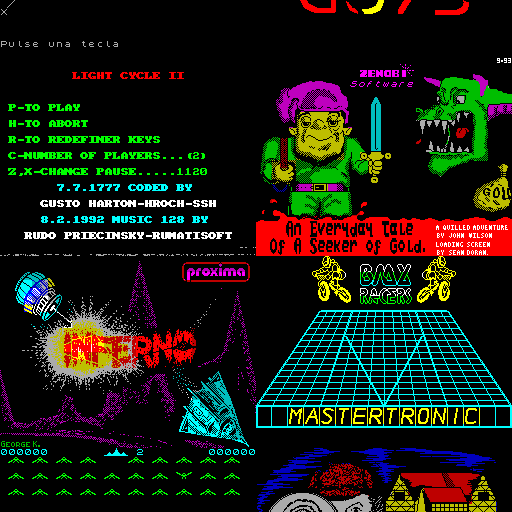 Pulse una tecla
LIGHT CYCLE II
P-TO PLAY
H-TO ABORT
R-TO REDEFINER KEYS
C-NUMBER OF PLAYERS...(2)
Z,X-CHANGE PAUSE.....1120
7.7.1777 CODED BY
GUSTO HARTON-HROCH-SSH
8.2.1992 MUSIC 128 BY
RUDO PRIECINSKY-RUMATISOFT
9-93
ZENOBI
Software
GOLD
An Everyday Tale
Of A Seeker of Gold.
A QUILLED ADVENTURE
BY JOHN WILSON
LOADING SCREEN
BY SEAN DORAN.
proxima
INFERNO
GEORGE K.
000000 2 000000
BMX
RACERS
MASTERTRONIC